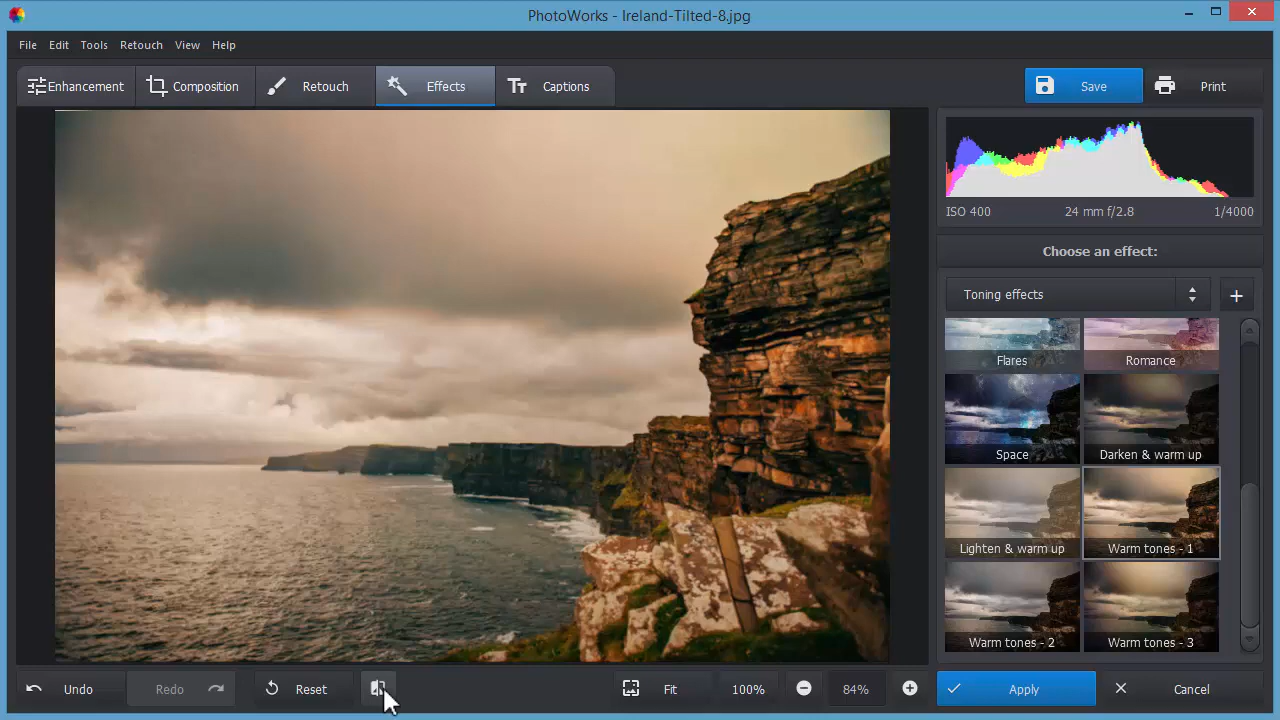 PhotoWorks - Ireland-Tilted-8.jpg
File Edit Tools Retouch View Help
Enhancement Composition Retouch Effects Captions Save Print
ISO 400 24 mm f/2.8 1/4000
Choose an effect:
Toning effects
Flares Romance
Space Darken & warm up
Lighten & warm up Warm tones - 1
Warm tones - 2 Warm tones - 3
Undo Redo Reset Fit 100% 84% Apply Cancel